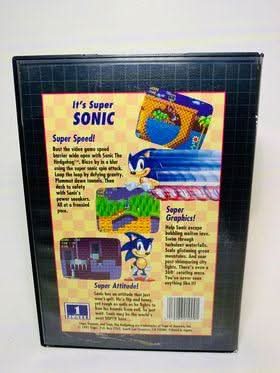 It's Super
SONIC
Super Speed!
Bust the video game speed
barrier wide open with Sonic The
Hedgehog™. Blaze by in a blur
using the super sonic spin attack.
Loop the loop by defying gravity.
Plummet down tunnels. Then
dash to safety
with Sonic's
power sneakers.
All at a frenzied
pace.
Super
Graphics!
Help Sonic escape
bubbling molten lava.
Swim through
turbulent waterfalls.
Scale glistening green
mountains. And soar
past shimmering city
lights. There's even a
360° rotating maze.
You've never seen
anything like it!
Super Attitude!
Sonic has an attitude that just
won't quit. He's flip and funny,
yet tough as nails as he fights to
free his friends from evil. So just
wait. Sonic may be the world's
next SUPER hero...
1
PLAYER